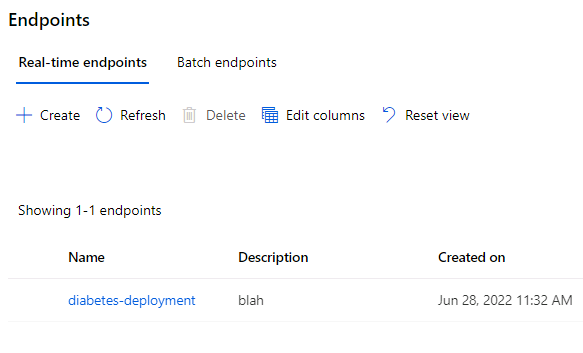 Endpoints
Real-time endpoints Batch endpoints
Create Refresh Delete Edit columns Reset view
Showing 1-1 endpoints
Name Description Created on
diabetes-deployment blah Jun 28, 2022 11:32 AM